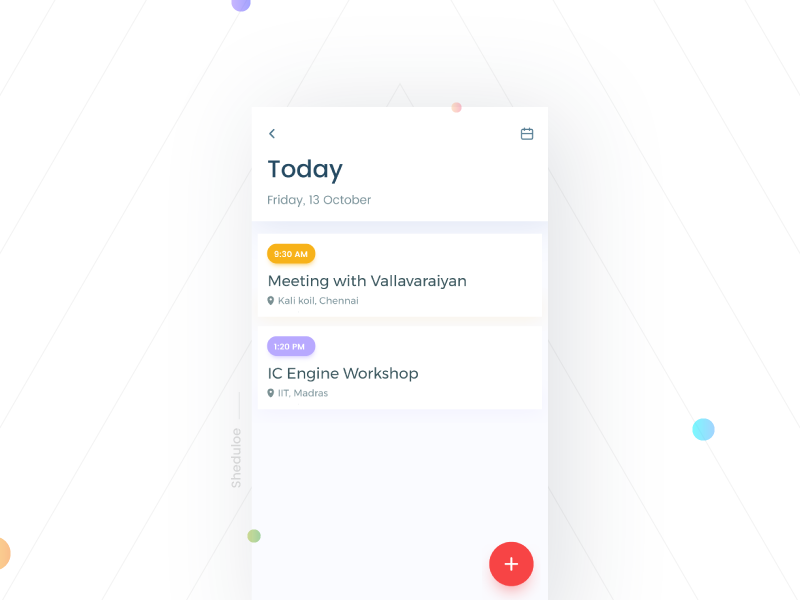 Today
Friday, 13 October
9:30 AM
Meeting with Vallavaraiyan
Kali koil, Chennai
1:20 PM
IC Engine Workshop
IIT, Madras
Sheduloe